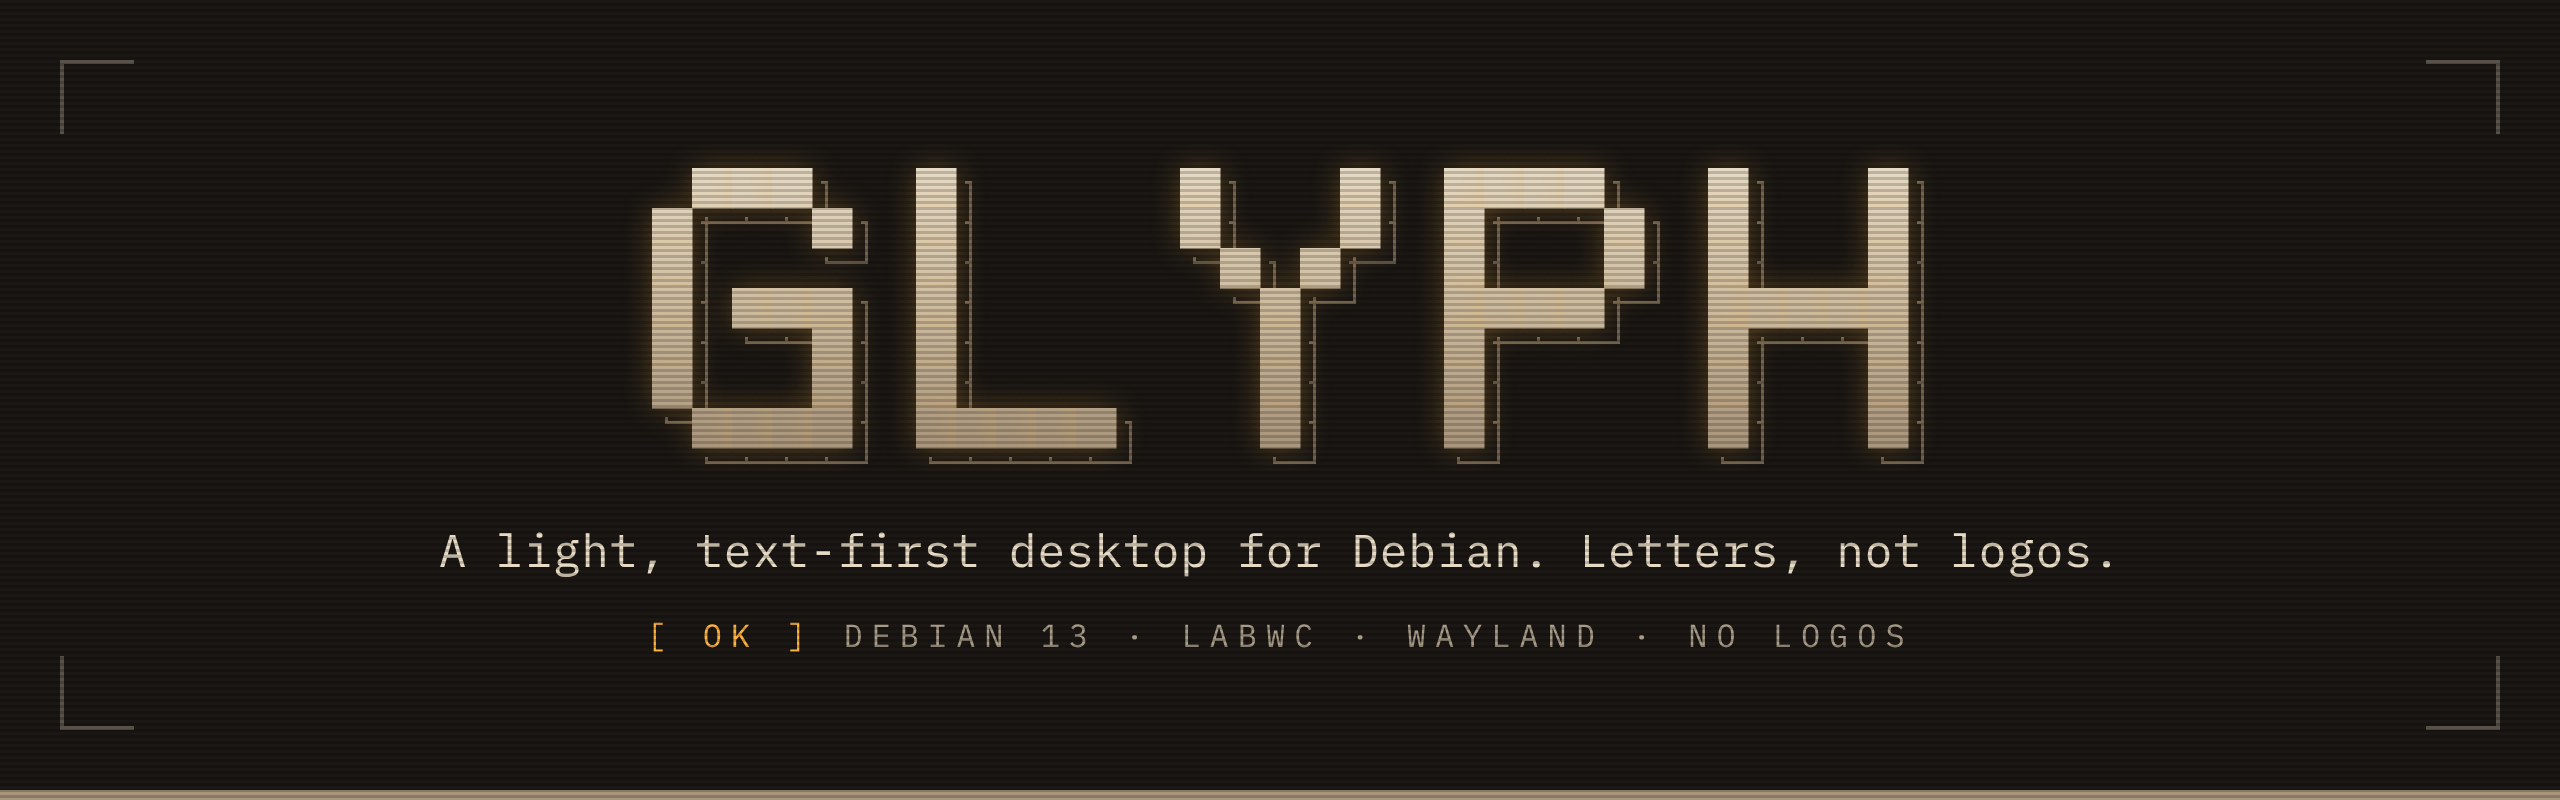 GLYPH
A light, text-first desktop for Debian. Letters, not logos.
[ OK ] DEBIAN 13 · LABWC · WAYLAND · NO LOGOS